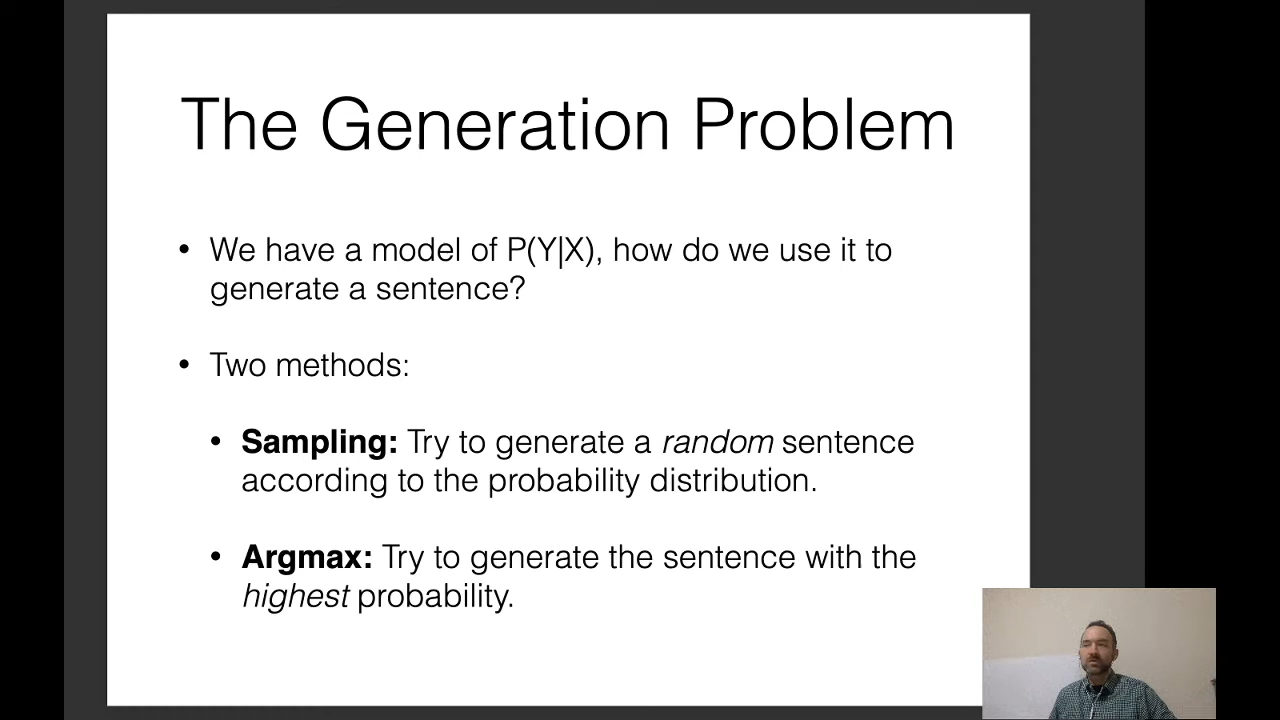 The Generation Problem
• We have a model of P(Y|X), how do we use it to
generate a sentence?
• Two methods:
• Sampling: Try to generate a random sentence
according to the probability distribution.
• Argmax: Try to generate the sentence with the
highest probability.